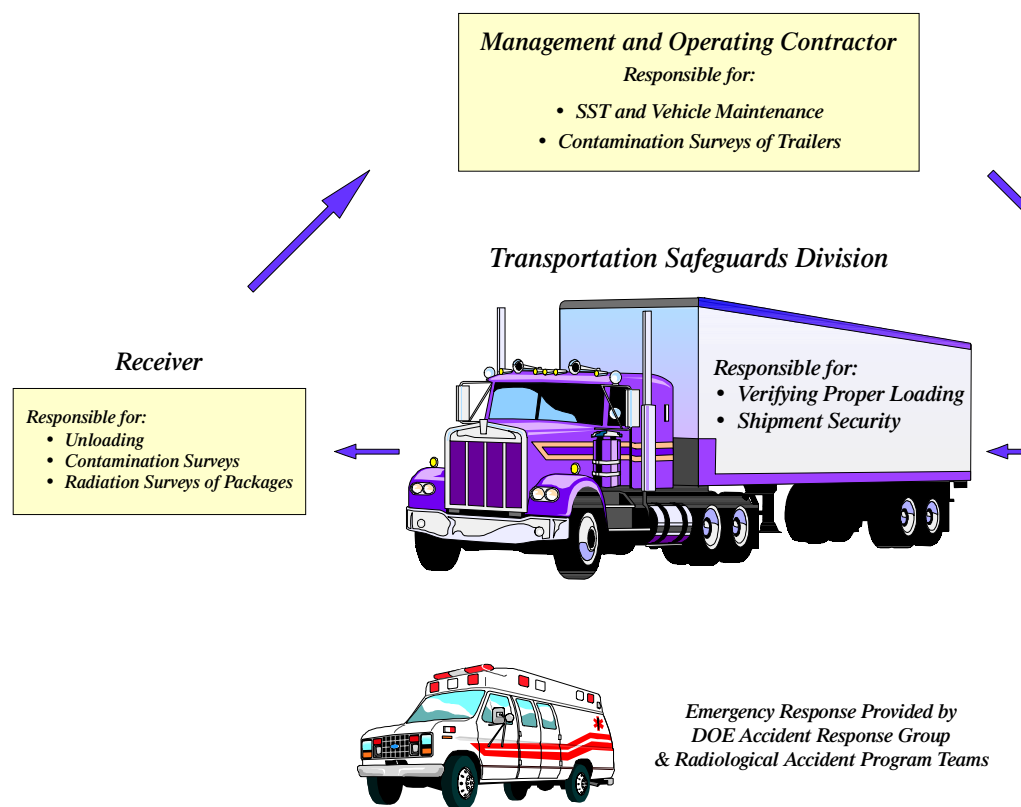 Management and Operating Contractor
Responsible for:
• SST and Vehicle Maintenance
• Contamination Surveys of Trailers
Transportation Safeguards Division
Responsible for:
• Verifying Proper Loading
• Shipment Security
Receiver
Responsible for:
• Unloading
• Contamination Surveys
• Radiation Surveys of Packages
Emergency Response Provided by
DOE Accident Response Group
& Radiological Accident Program Teams